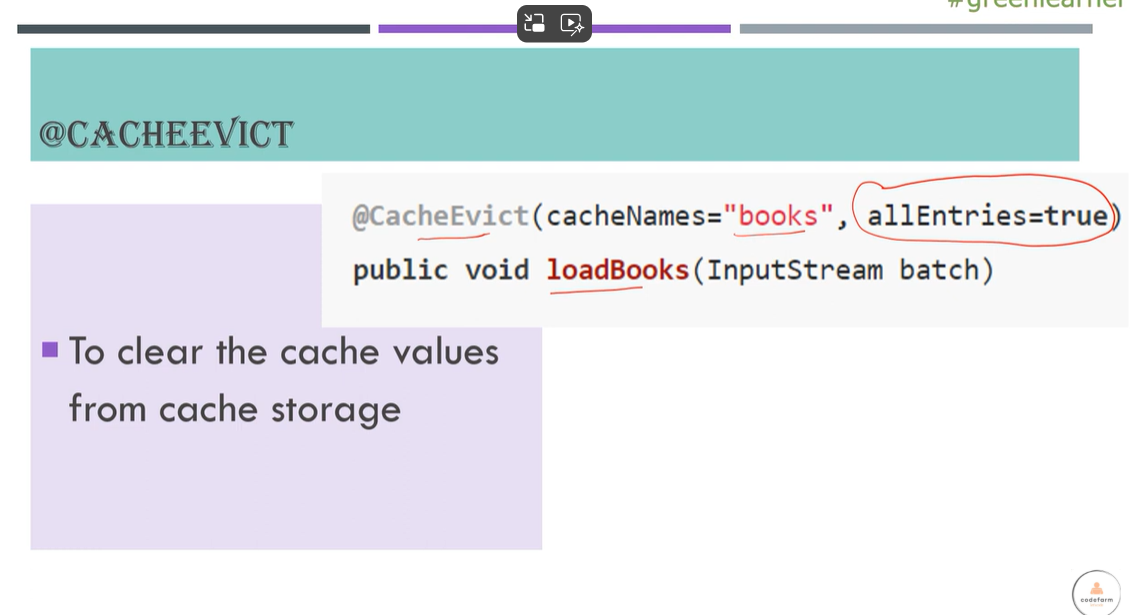 #greenlearner
@CACHEEVICT
@CacheEvict(cacheNames="books", allEntries=true)
public void loadBooks(InputStream batch)
To clear the cache values
from cache storage
codefarm